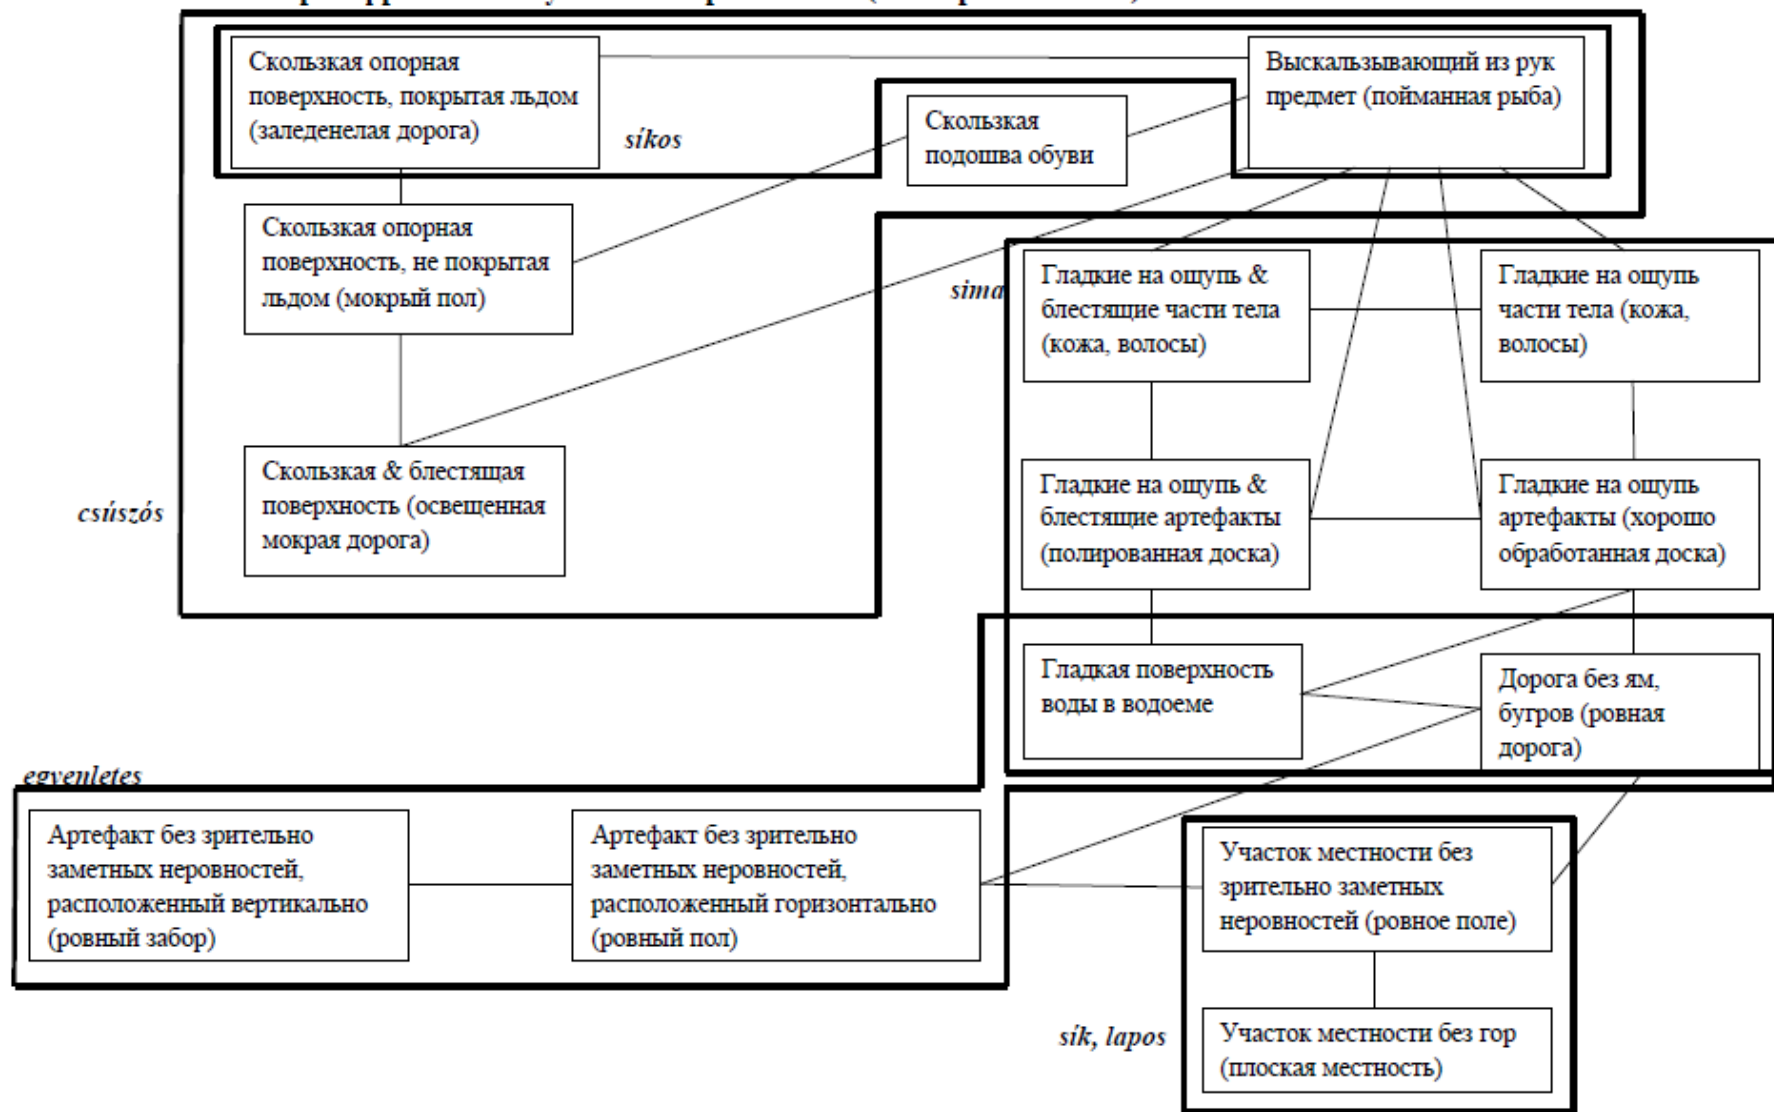 Скользкая опорная
поверхность, покрытая льдом
(заледенелая дорога)
síkos
Скользкая
подошва обуви
Выскальзывающий из рук
предмет (пойманная рыба)
Скользкая опорная
поверхность, не покрытая
льдом (мокрый пол)
sima
Гладкие на ощупь &
блестящие части тела
(кожа, волосы)
Гладкие на ощупь
части тела (кожа,
волосы)
csúszós
Скользкая & блестящая
поверхность (освещенная
мокрая дорога)
Гладкие на ощупь &
блестящие артефакты
(полированная доска)
Гладкие на ощупь
артефакты (хорошо
обработанная доска)
Гладкая поверхность
воды в водоеме
Дорога без ям,
бугров (ровная
дорога)
egyenletes
Артефакт без зрительно
заметных неровностей,
расположенный вертикально
(ровный забор)
Артефакт без зрительно
заметных неровностей,
расположенный горизонтально
(ровный пол)
Участок местности без
зрительно заметных
неровностей (ровное поле)
sík, lapos
Участок местности без гор
(плоская местность)